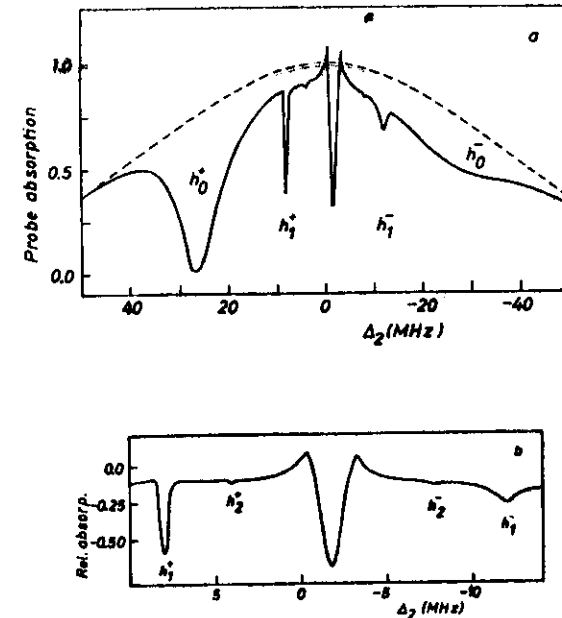 e
a
1.0
0.5
0.0
Probe absorption
h₀⁺
h₁⁺
h₁⁻
h₀⁻
40 20 0 -20 -40
Δ₂(MHz)
b
0.0
-0.25
-0.50
Rel. absorp.
h₁⁺
h₂⁺
h₂⁻
h₁⁻
5 0 -5 -10
Δ₂ (MHz)